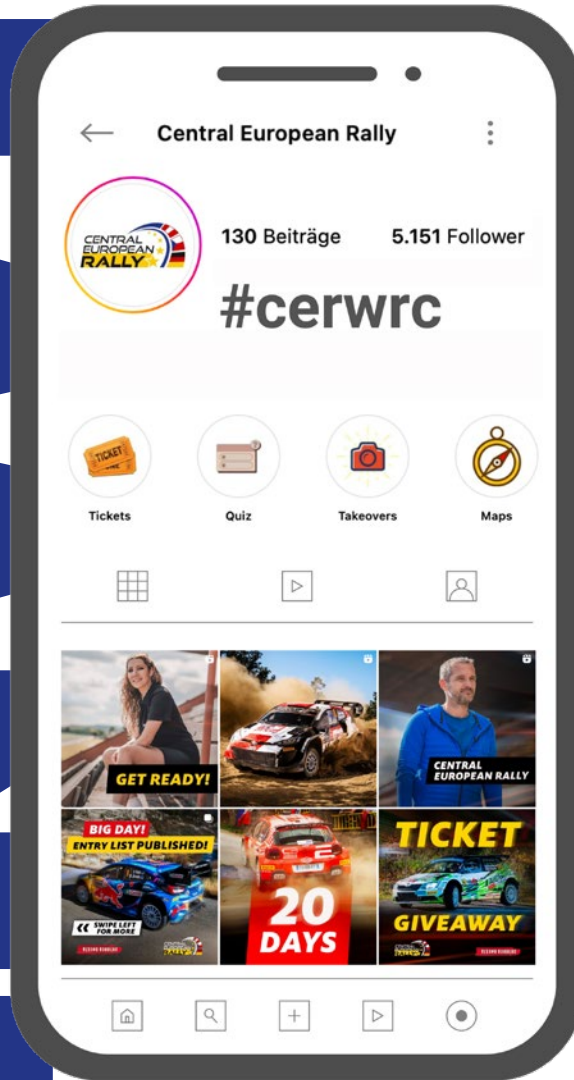 Central European Rally
CENTRAL
EUROPEAN
RALLY
130 Beiträge 5.151 Follower
#cerwrc
TICKET
Tickets Quiz Takeovers Maps
GET READY!
CENTRAL
EUROPEAN RALLY
BIG DAY!
ENTRY LIST PUBLISHED!
SWIPE LEFT
FOR MORE
20
DAYS
TICKET
GIVEAWAY